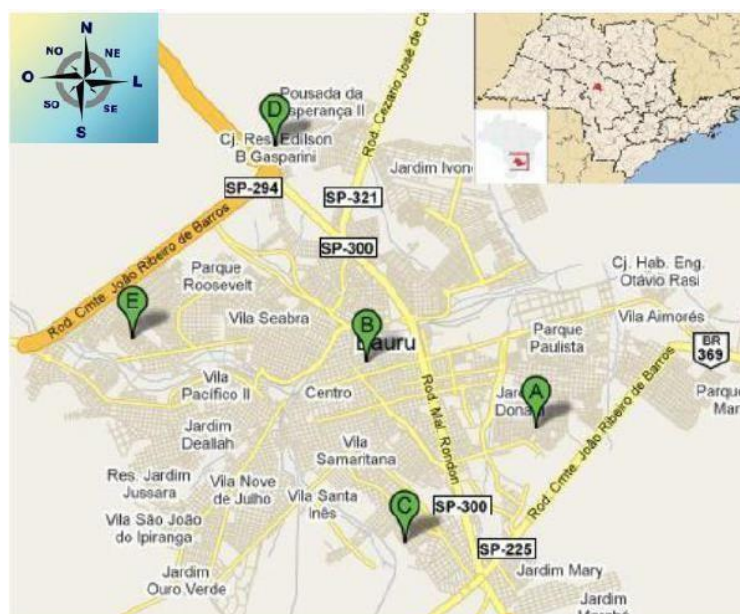 N
NO
NE
O
L
SO
SE
S
Pousada da
Esperança II
D
Cj. Res. Edilson
B Gasparini
Rod. Cezário José de Ca
Jardim Ivone
SP-294
SP-321
SP-300
Rod. Cmte. João Ribeiro de Barros
Parque
Roosevelt
Cj. Hab. Eng.
Otávio Rasi
E
Vila Seabra
B
Bauru
Parque
Paulista
Vila Aimorés
BR
369
Vila
Pacífico II
Centro
A
Parque
Mar
Jardim
Deallah
Rod. Mal. Rondon
Vila
Samaritana
Rod. Cmte. João Ribeiro de Barros
Res. Jardim
Jussara
Vila Nove
de Julho
Vila Santa
Inês
C
SP-300
Vila São João
do Ipiranga
SP-225
Jardim
Ouro Verde
Jardim Mary
Jardim